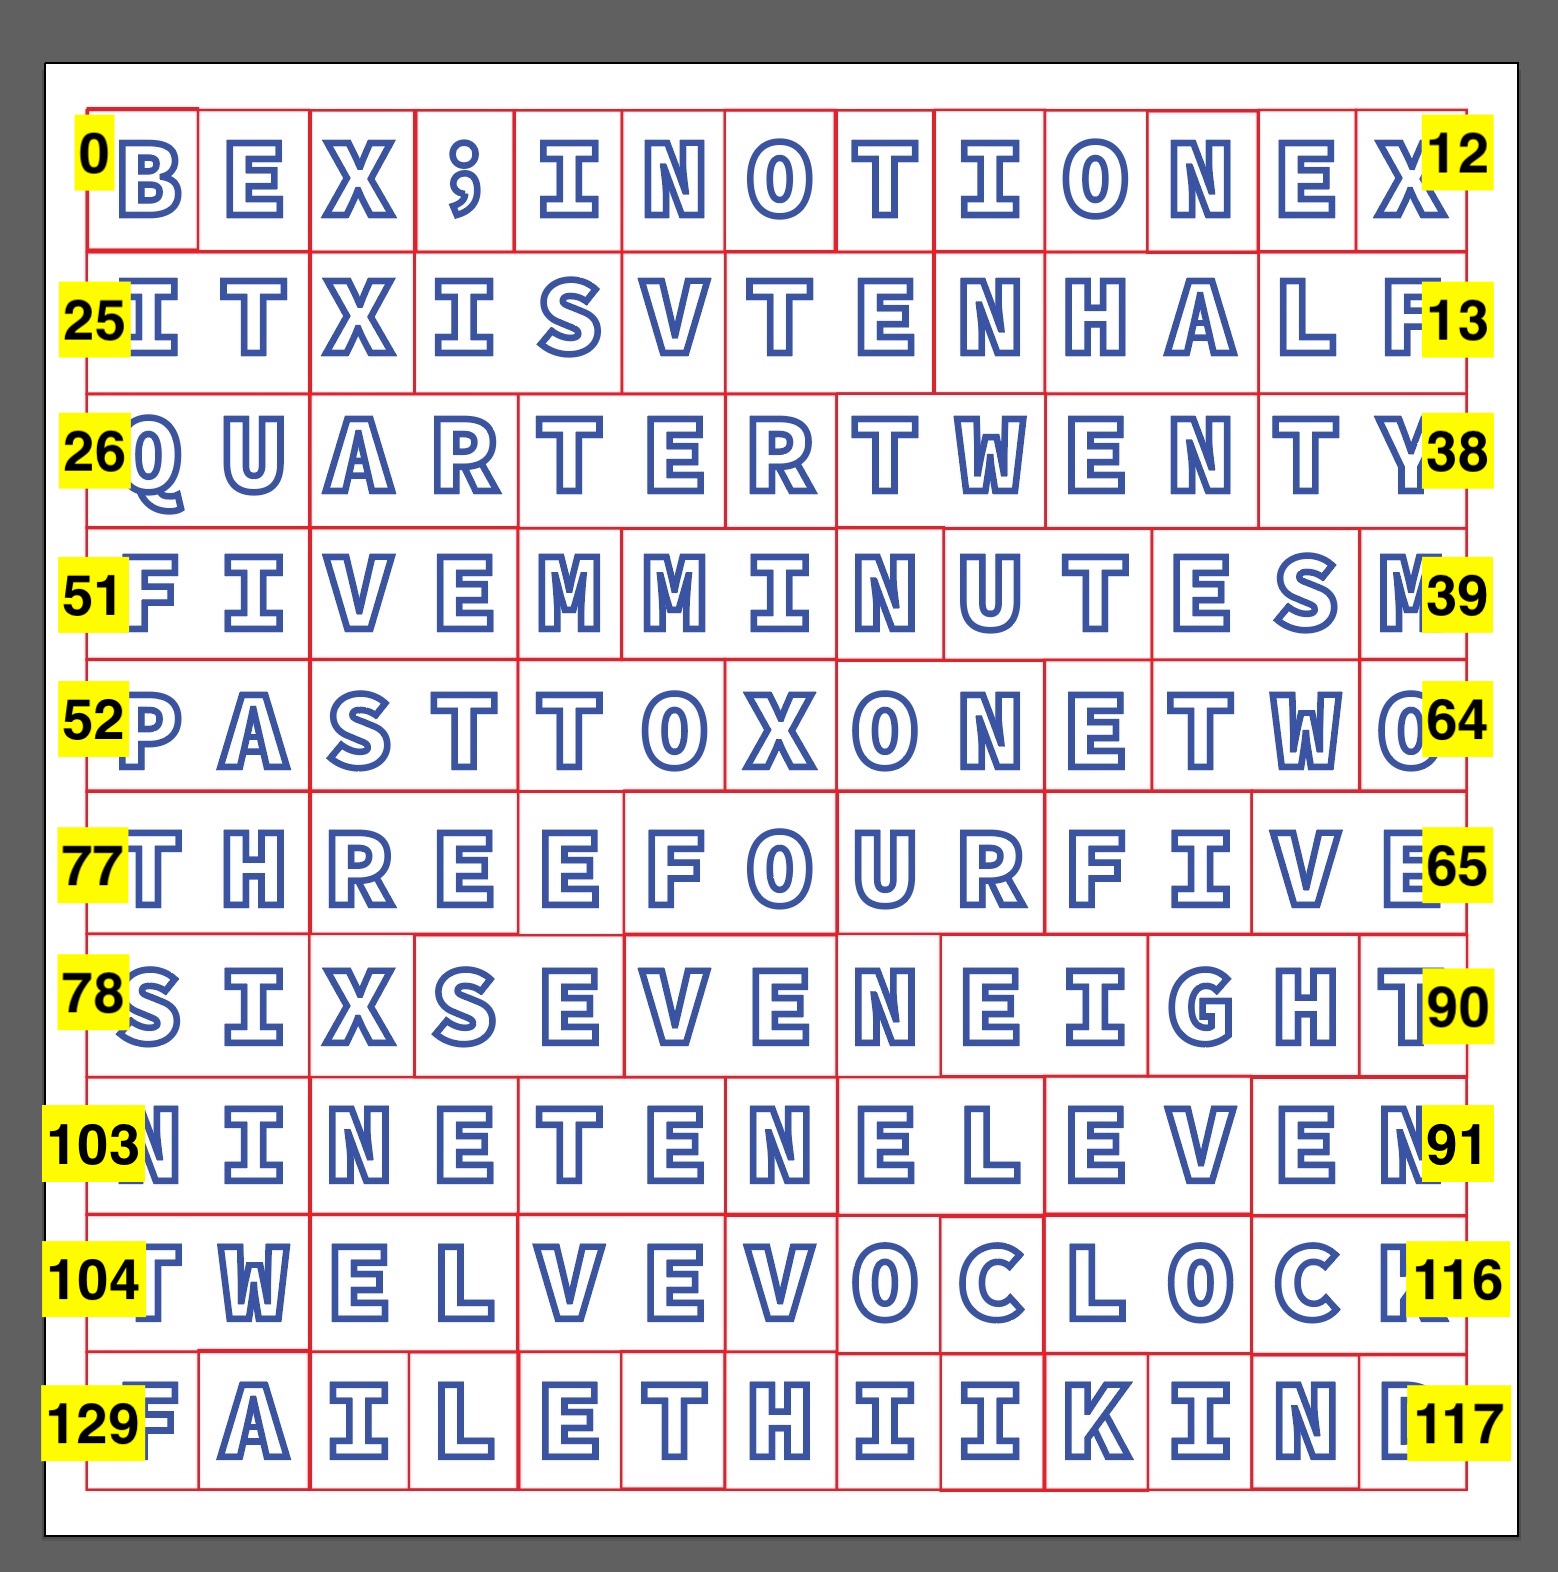 0 B E X ; I N O T I O N E X 12
25 I T X I S V T E N H A L F 13
26 Q U A R T E R T W E N T Y 38
51 F I V E M M I N U T E S M 39
52 P A S T T O X O N E T W O 64
77 T H R E E F O U R F I V E 65
78 S I X S E V E N E I G H T 90
103 N I N E T E N E L E V E N 91
104 T W E L V E V O C L O C K 116
129 F A I L E T H I I K I N D 117